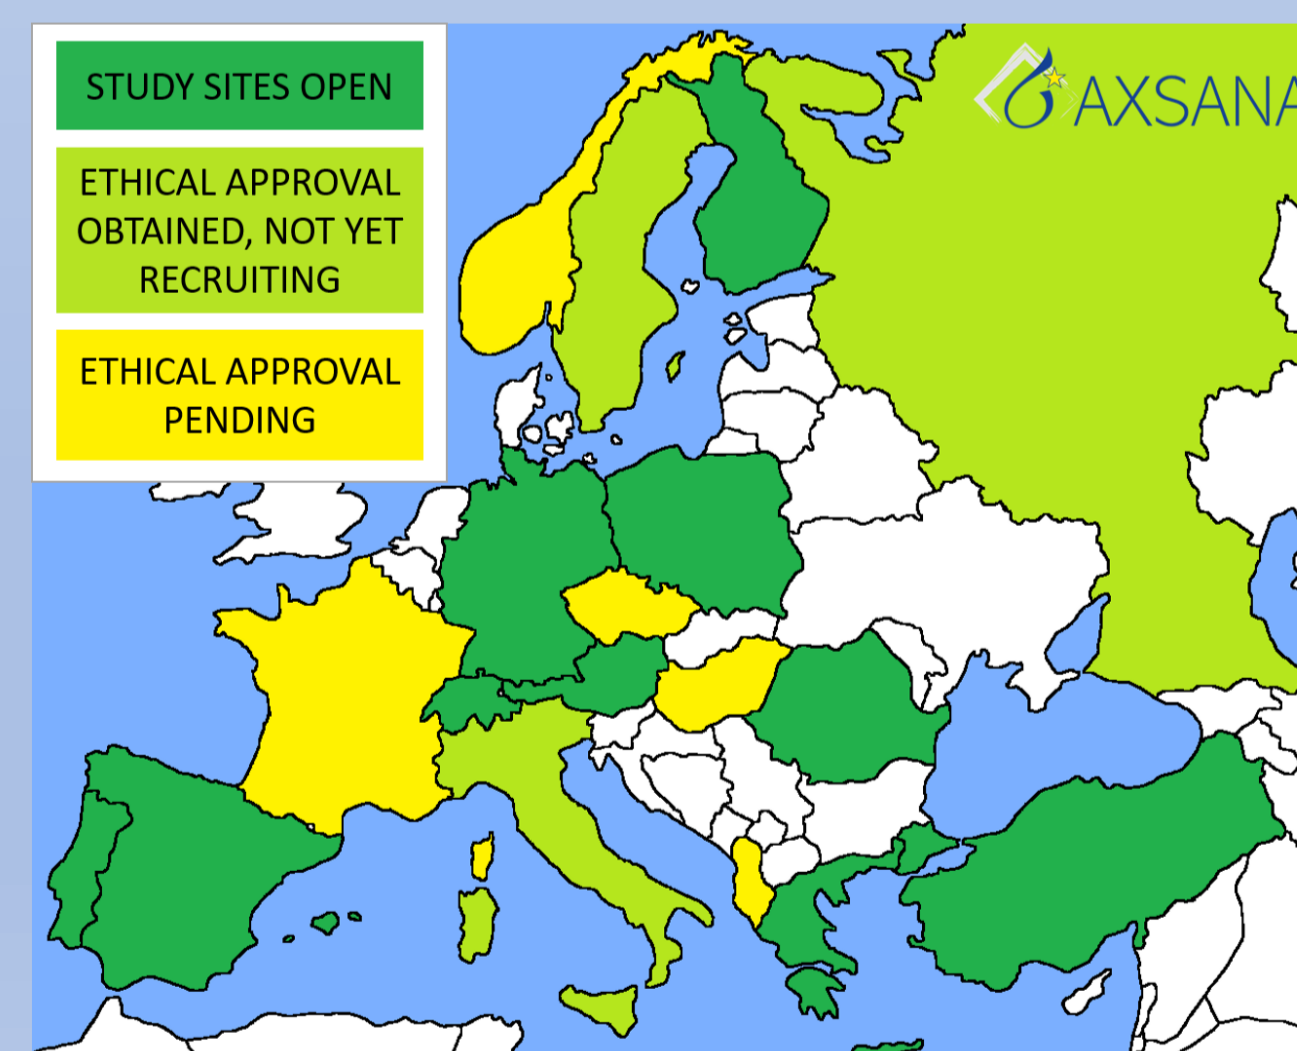 STUDY SITES OPEN
ETHICAL APPROVAL
OBTAINED, NOT YET
RECRUITING
ETHICAL APPROVAL
PENDING
AXSANA